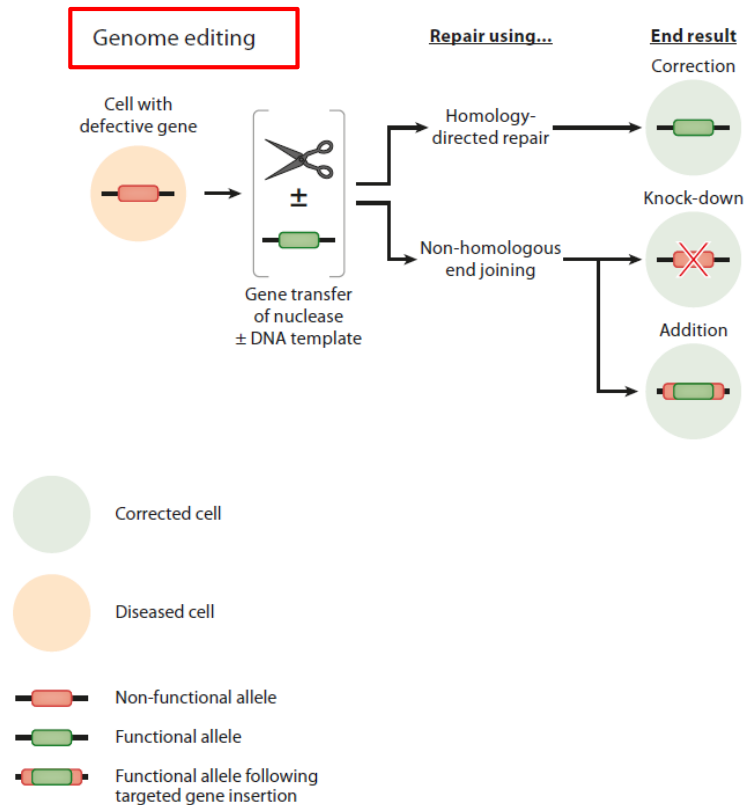 Genome editing
Repair using...
End result
Cell with
defective gene
±
Gene transfer
of nuclease
± DNA template
Homology-
directed repair
Non-homologous
end joining
Correction
Knock-down
Addition
Corrected cell
Diseased cell
Non-functional allele
Functional allele
Functional allele following
targeted gene insertion